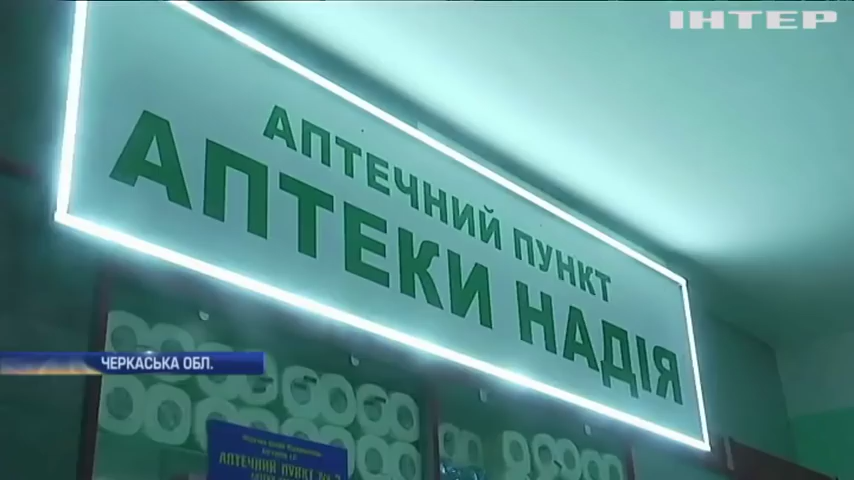 ІНТЕР
АПТЕЧНИЙ ПУНКТ
АПТЕКИ НАДІЯ
ЧЕРКАСЬКА ОБЛ.
АПТЕЧНИЙ ПУНКТ